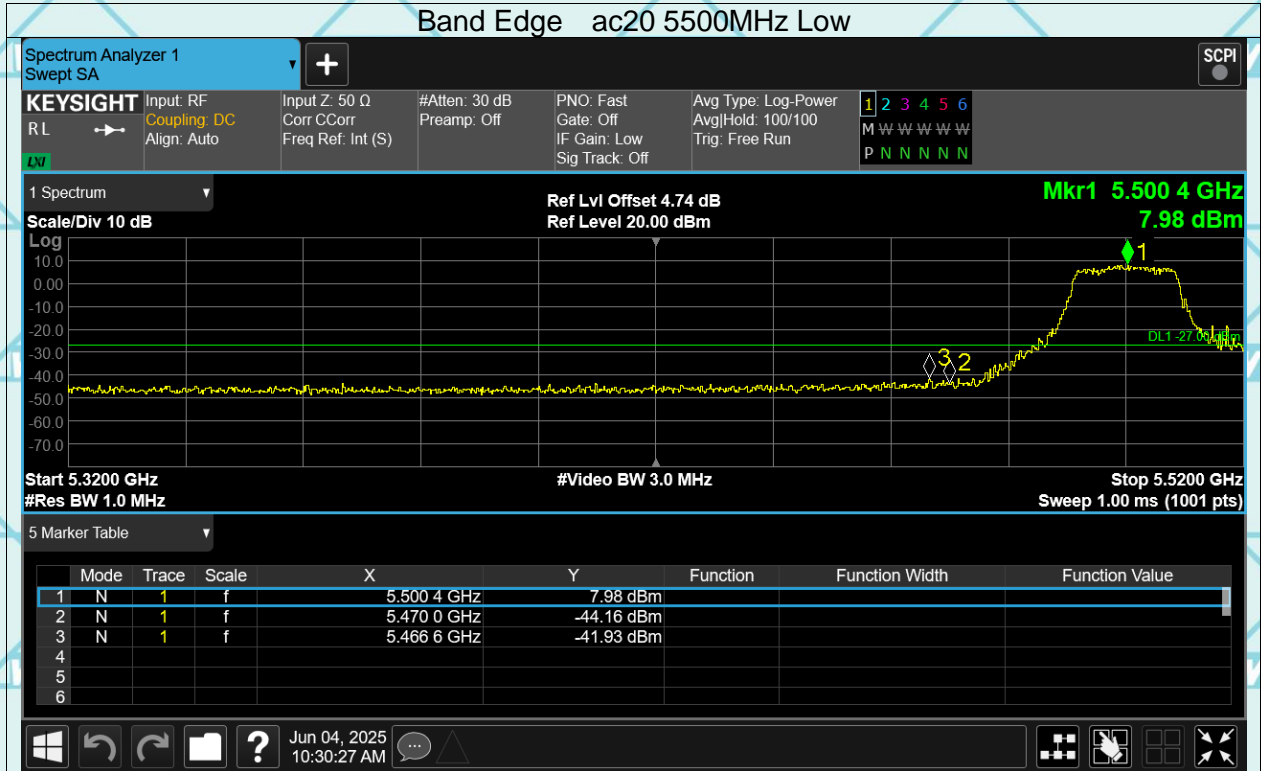 Band Edge ac20 5500MHz Low
Spectrum Analyzer 1
Swept SA
+
SCPI
KEYSIGHT
RL
LXI
Input: RF
Coupling: DC
Align: Auto
Input Z: 50 Ω
Corr CCorr
Freq Ref: Int (S)
#Atten: 30 dB
Preamp: Off
PNO: Fast
Gate: Off
IF Gain: Low
Sig Track: Off
Avg Type: Log-Power
Avg|Hold: 100/100
Trig: Free Run
1 2 3 4 5 6
M W W W W W W
P N N N N N N
1 Spectrum
Scale/Div 10 dB
Ref Lvl Offset 4.74 dB
Ref Level 20.00 dBm
Mkr1 5.500 4 GHz
7.98 dBm
Log
10.0
0.00
-10.0
-20.0
-30.0
-40.0
-50.0
-60.0
-70.0
1
DL1 -27.00 dBm
3 2
Start 5.3200 GHz
#Res BW 1.0 MHz
#Video BW 3.0 MHz
Stop 5.5200 GHz
Sweep 1.00 ms (1001 pts)
5 Marker Table
Mode Trace Scale X Y Function Function Width Function Value
1 N 1 f 5.500 4 GHz 7.98 dBm
2 N 1 f 5.470 0 GHz -44.16 dBm
3 N 1 f 5.466 6 GHz -41.93 dBm
4
5
6
?
Jun 04, 2025
10:30:27 AM